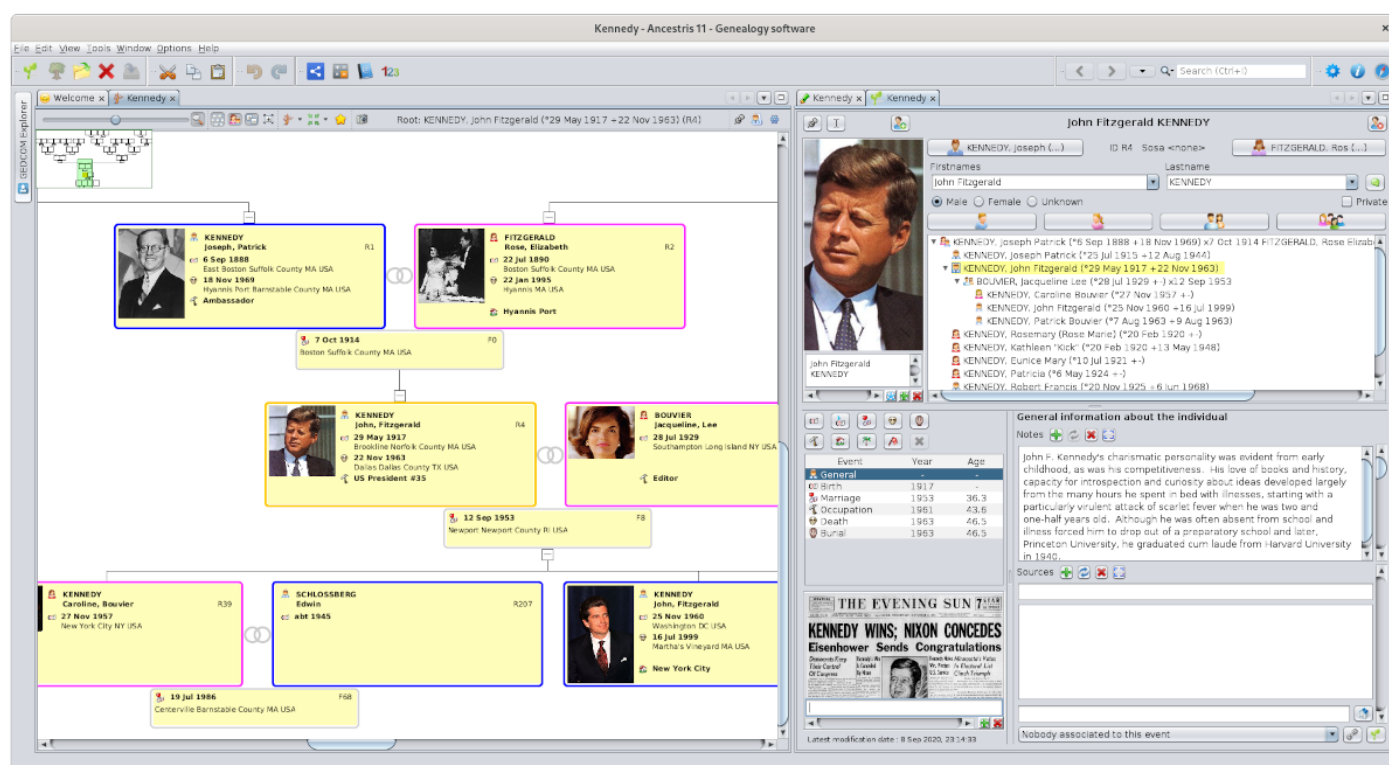 Kennedy - Ancestris 11 - Genealogy software
File Edit View Tools Window Options Help
123
Search (Ctrl+I)
GEDCOM Explorer
Welcome
Kennedy
Root: KENNEDY, John Fitzgerald (*29 May 1917 +22 Nov 1963) (R4)
KENNEDY
Joseph, Patrick R1
6 Sep 1888
East Boston Suffolk County MA USA
18 Nov 1969
Hyannis Port Barnstable County MA USA
Ambassador
FITZGERALD
Rose, Elizabeth R2
22 Jul 1890
Boston Suffolk County MA USA
22 Jan 1995
Hyannis MA USA
Hyannis Port
7 Oct 1914
Boston Suffolk County MA USA
KENNEDY
John, Fitzgerald R4
29 May 1917
Brookline Norfolk County MA USA
22 Nov 1963
Dallas Dallas County TX USA
US President #35
BOUVIER
Jacqueline, Lee
28 Jul 1929
Southampton Long Island NY USA
Editor
12 Sep 1953 F8
Newport Newport County RI USA
KENNEDY
Caroline, Bouvier R39
27 Nov 1957
New York City NY USA
SCHLOSSBERG
Edwin R207
abt 1945
KENNEDY
John, Fitzgerald
25 Nov 1960
Washington DC USA
16 Jul 1999
Martha's Vineyard MA USA
New York City
19 Jul 1986 F68
Centerville Barnstable County MA USA
Kennedy
Kennedy
John Fitzgerald KENNEDY
KENNEDY, Joseph (...)
ID R4 Sosa <none>
FITZGERALD, Ros (...)
Firstnames
Lastname
John Fitzgerald
KENNEDY
Male Female Unknown
Private
KENNEDY, Joseph Patrick (*6 Sep 1888 +18 Nov 1969) x7 Oct 1914 FITZGERALD, Rose Elizab
KENNEDY, Joseph Patrick (*25 Jul 1915 +12 Aug 1944)
KENNEDY, John Fitzgerald (*29 May 1917 +22 Nov 1963)
BOUVIER, Jacqueline Lee (*28 Jul 1929 +-) x12 Sep 1953
KENNEDY, Caroline Bouvier (*27 Nov 1957 +-)
KENNEDY, John Fitzgerald (*25 Nov 1960 +16 Jul 1999)
KENNEDY, Patrick Bouvier (*7 Aug 1963 +9 Aug 1963)
KENNEDY, Rosemary (Rose Marie) (*20 Feb 1920 +-)
KENNEDY, Kathleen "Kick" (*20 Feb 1920 +13 May 1948)
KENNEDY, Eunice Mary (*10 Jul 1921 +-)
KENNEDY, Patricia (*6 May 1924 +-)
KENNEDY, Robert Francis (*20 Nov 1925 +6 Jun 1968)
John Fitzgerald
KENNEDY
Event Year Age
General - -
Birth 1917 -
Marriage 1953 36.3
Occupation 1961 43.6
Death 1963 46.5
Burial 1963 46.5
General information about the individual
Notes
John F. Kennedy's charismatic personality was evident from early
childhood, as was his competitiveness. His love of books and history,
capacity for introspection and curiosity about ideas developed largely
from the many hours he spent in bed with illnesses, starting with a
particularly virulent attack of scarlet fever when he was two and
one-half years old. Although he was often absent from school and
illness forced him to drop out of a preparatory school and later,
Princeton University, he graduated cum laude from Harvard University
in 1940.
Sources
THE EVENING SUN
KENNEDY WINS; NIXON CONCEDES
Eisenhower Sends Congratulations
Latest modification date : 8 Sep 2020, 23:14:33
Nobody associated to this event